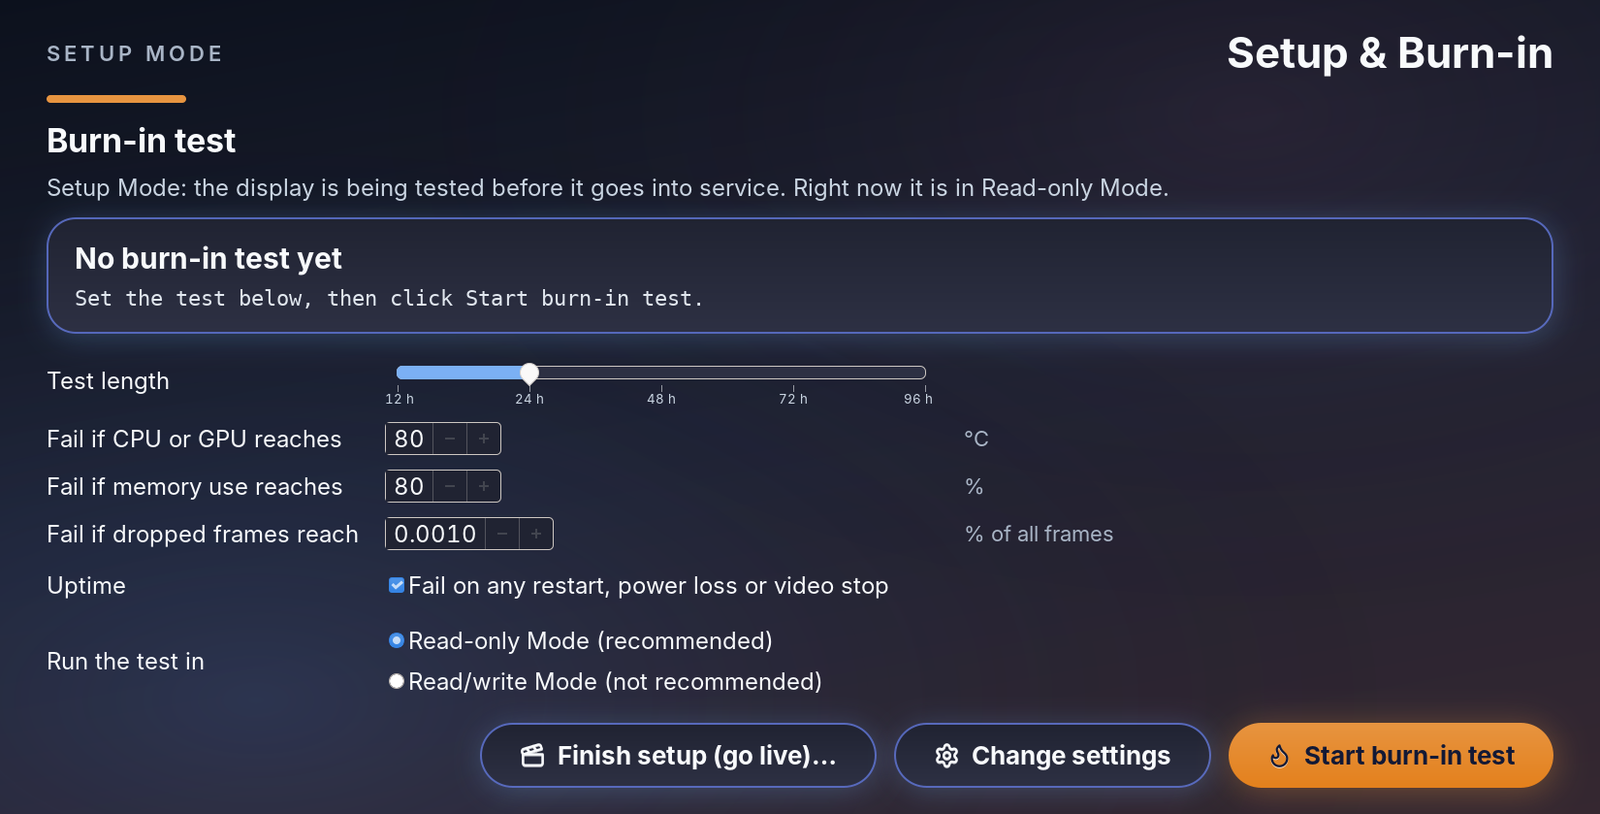 SETUP MODE
Setup & Burn-in
Burn-in test
Setup Mode: the display is being tested before it goes into service. Right now it is in Read-only Mode.
No burn-in test yet
Set the test below, then click Start burn-in test.
Test length
12 h 24 h 48 h 72 h 96 h
Fail if CPU or GPU reaches 80 − + °C
Fail if memory use reaches 80 − + %
Fail if dropped frames reach 0.0010 − + % of all frames
Uptime Fail on any restart, power loss or video stop
Read-only Mode (recommended)
Run the test in
Read/write Mode (not recommended)
Finish setup (go live)... Change settings Start burn-in test